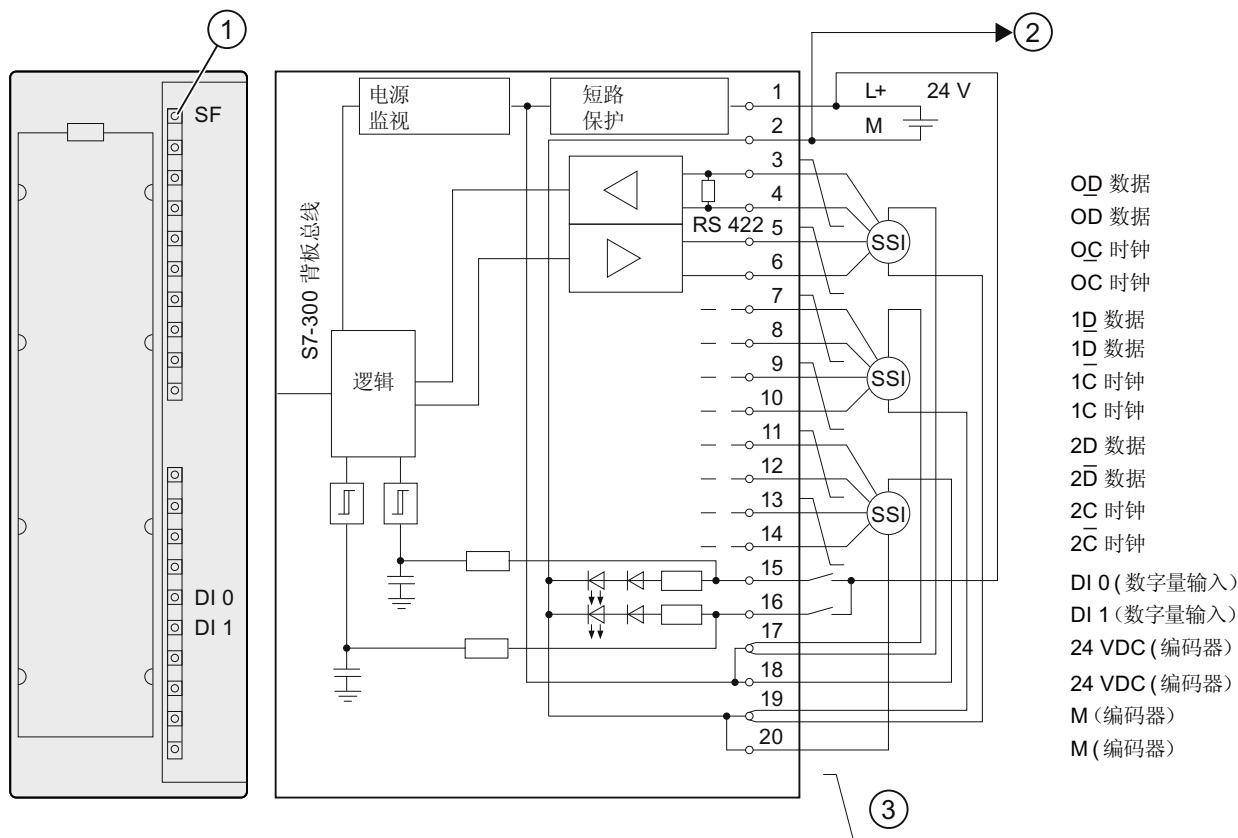 1
SF
DI 0
DI 1
电源
监视
短路
保护
S7-300 背板总线
逻辑
RS 422
1
2
3
4
5
6
7
8
9
10
11
12
13
14
15
16
17
18
19
20
2
L+ 24 V
M
SSI
SSI
SSI
3
OD 数据
OD̅ 数据
OC 时钟
OC̅ 时钟
1D 数据
1D̅ 数据
1C̅ 时钟
1C 时钟
2D 数据
2D̅ 数据
2C 时钟
2C̅ 时钟
DI 0(数字量输入)
DI 1(数字量输入)
24 VDC(编码器)
24 VDC(编码器)
M(编码器)
M(编码器)